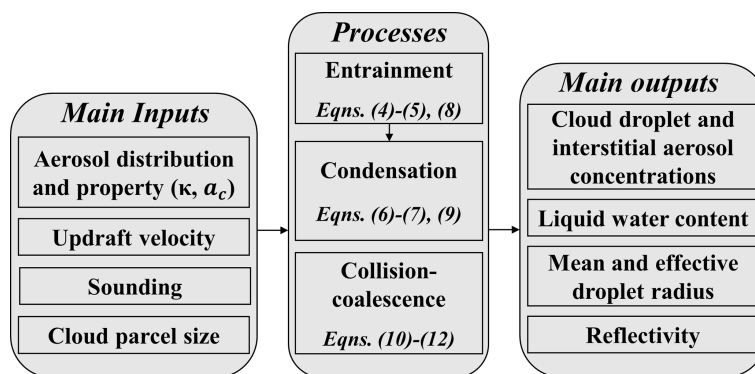 Main Inputs
Aerosol distribution
and property (κ, a_c)
Updraft velocity
Sounding
Cloud parcel size
Processes
Entrainment
Eqns. (4)-(5), (8)
Condensation
Eqns. (6)-(7), (9)
Collision-
coalescence
Eqns. (10)-(12)
Main outputs
Cloud droplet and
interstitial aerosol
concentrations
Liquid water content
Mean and effective
droplet radius
Reflectivity